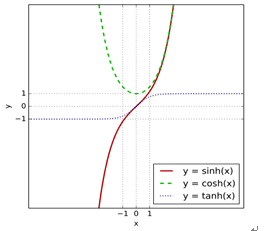 1
0
−1
y
−1 0 1
x
y = sinh(x)
y = cosh(x)
y = tanh(x)